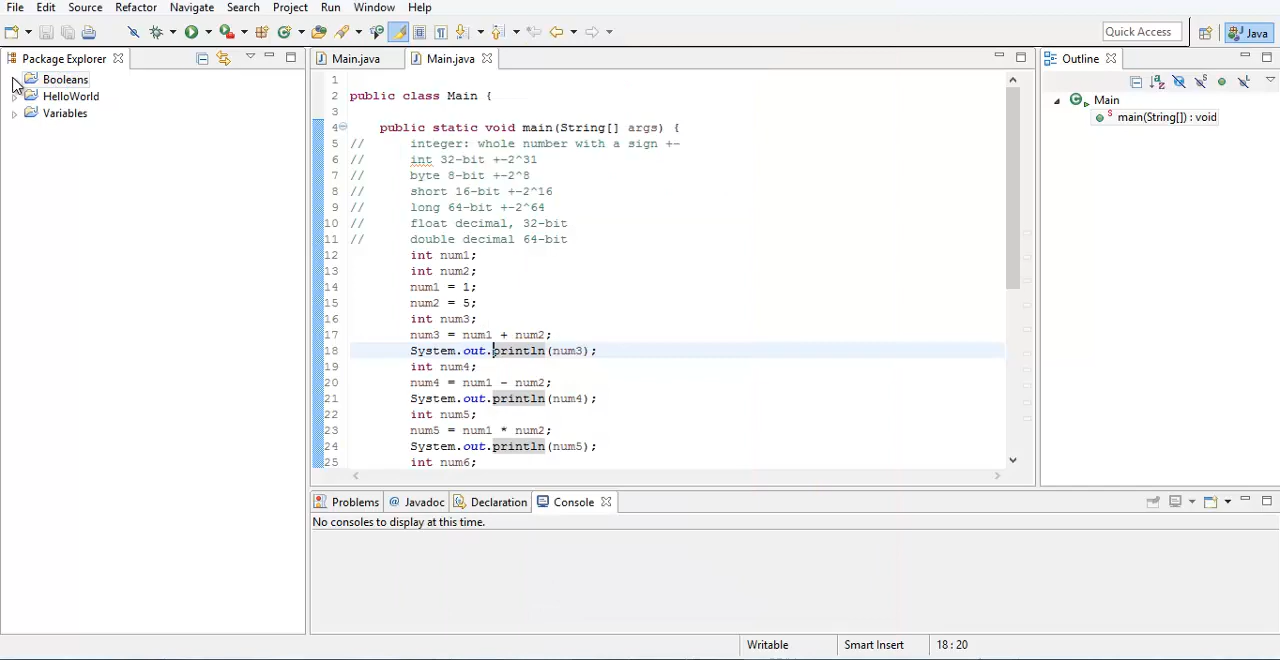 File Edit Source Refactor Navigate Search Project Run Window Help
Quick Access Java
Package Explorer
Booleans
HelloWorld
Variables
Main.java Main.java
1
2 public class Main {
3
4 public static void main(String[] args) {
5 // integer: whole number with a sign +-
6 // int 32-bit +-2^31
7 // byte 8-bit +-2^8
8 // short 16-bit +-2^16
9 // long 64-bit +-2^64
10 // float decimal, 32-bit
11 // double decimal 64-bit
12 int num1;
13 int num2;
14 num1 = 1;
15 num2 = 5;
16 int num3;
17 num3 = num1 + num2;
18 System.out.println(num3);
19 int num4;
20 num4 = num1 - num2;
21 System.out.println(num4);
22 int num5;
23 num5 = num1 * num2;
24 System.out.println(num5);
25 int num6;
Outline
Main
main(String[]) : void
Problems @ Javadoc Declaration Console
No consoles to display at this time.
Writable Smart Insert 18 : 20